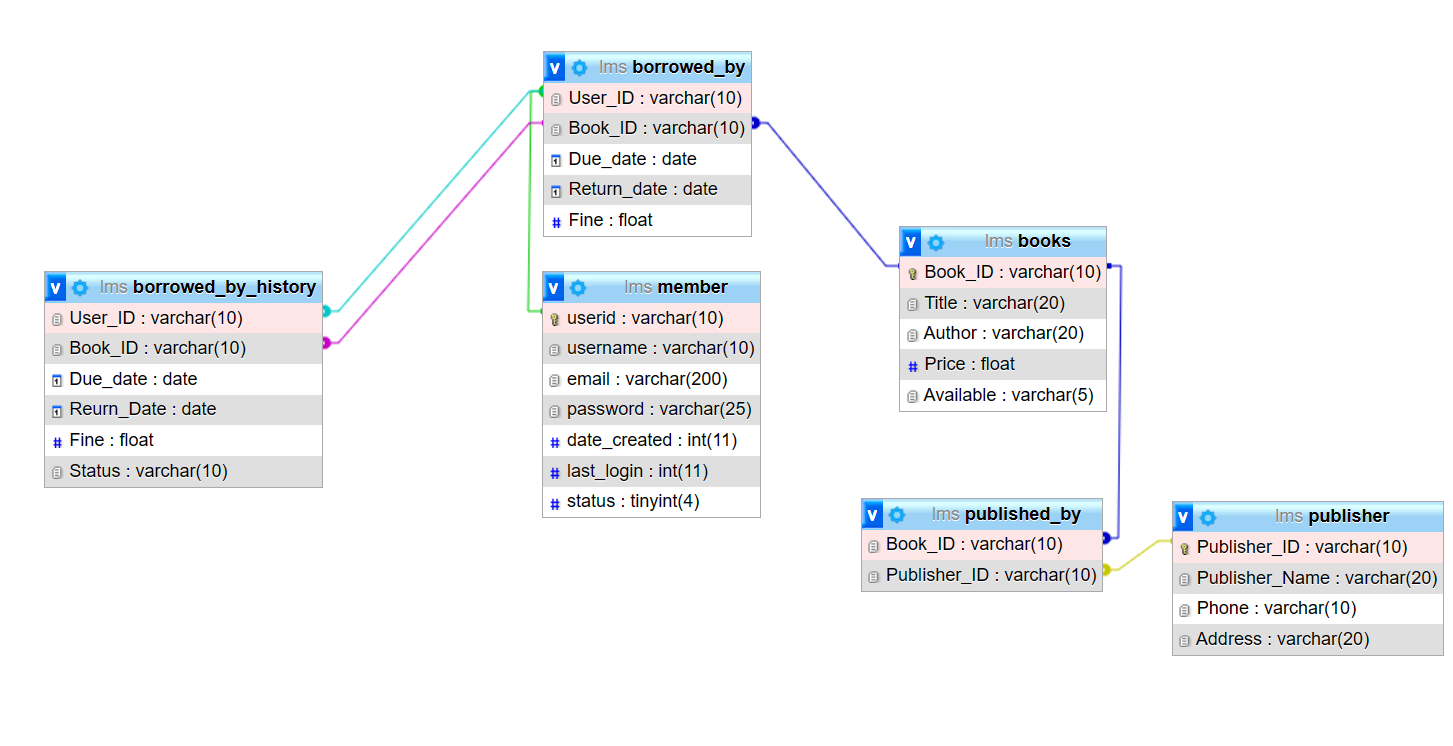 v lms borrowed_by
User_ID : varchar(10)
Book_ID : varchar(10)
Due_date : date
Return_date : date
# Fine : float
v lms books
Book_ID : varchar(10)
Title : varchar(20)
Author : varchar(20)
# Price : float
Available : varchar(5)
v lms borrowed_by_history
User_ID : varchar(10)
Book_ID : varchar(10)
Due_date : date
Reurn_Date : date
# Fine : float
Status : varchar(10)
v lms member
userid : varchar(10)
username : varchar(10)
email : varchar(200)
password : varchar(25)
# date_created : int(11)
# last_login : int(11)
# status : tinyint(4)
v lms published_by
Book_ID : varchar(10)
Publisher_ID : varchar(10)
v lms publisher
Publisher_ID : varchar(10)
Publisher_Name : varchar(20)
Phone : varchar(10)
Address : varchar(20)